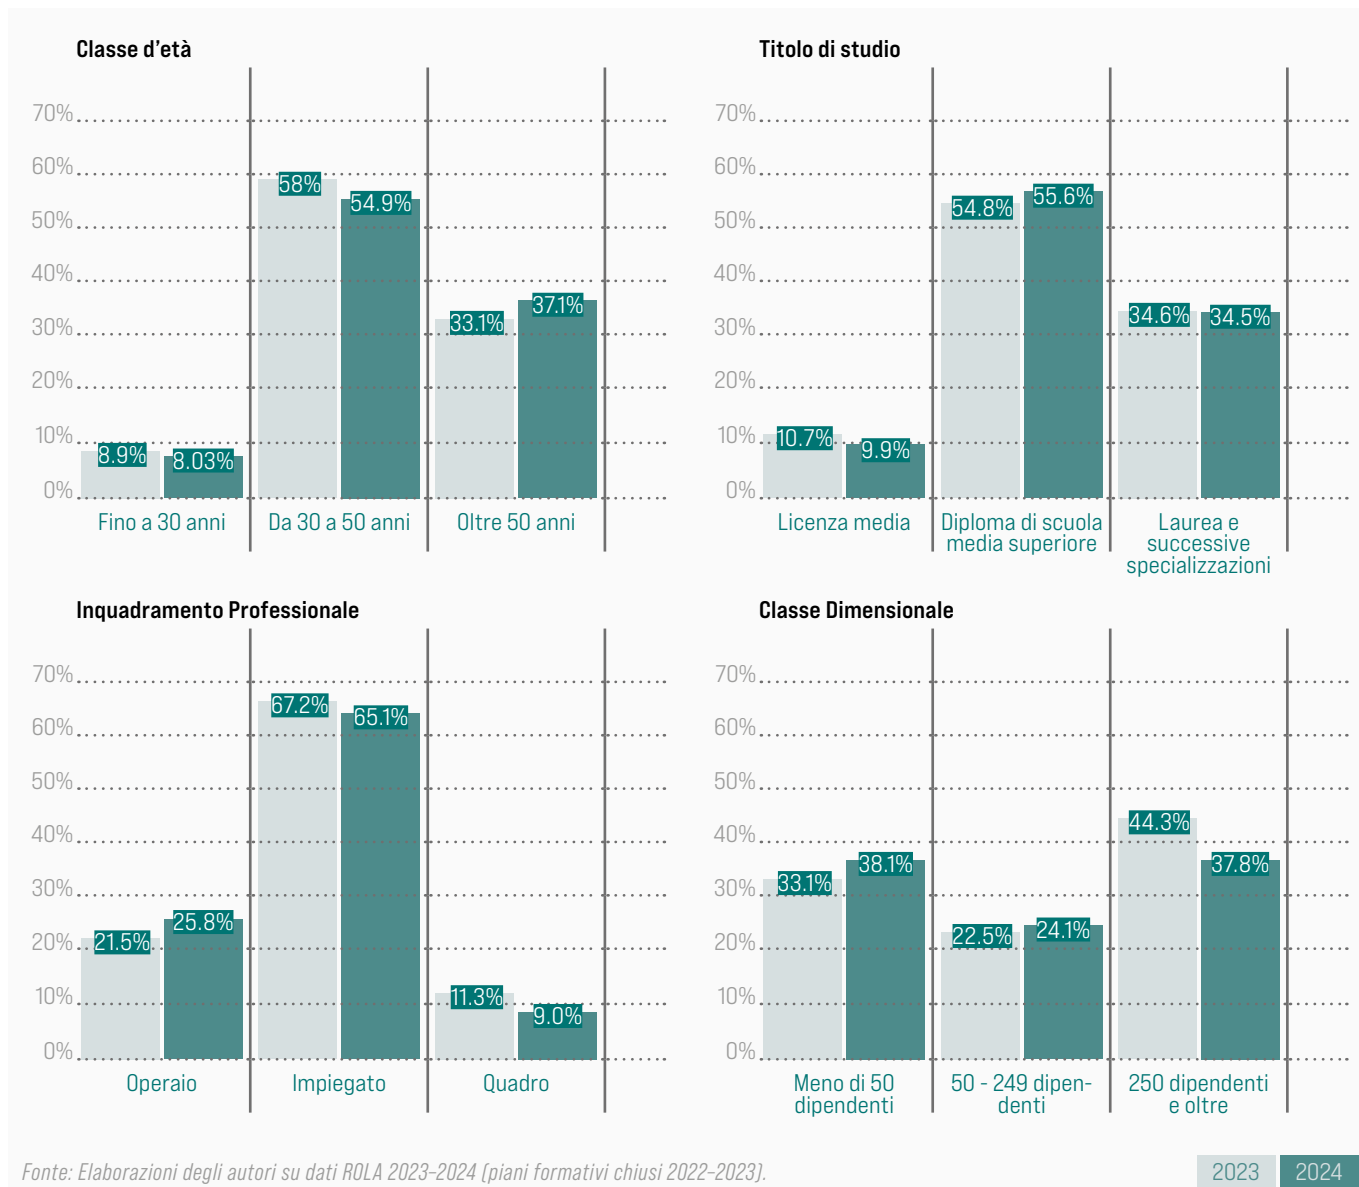 Classe d'età
70%
60%
50%
40%
30%
20%
10%
0%
8.9%
8.03%
58%
54.9%
33.1%
37.1%
Fino a 30 anni
Da 30 a 50 anni
Oltre 50 anni
Titolo di studio
70%
60%
50%
40%
30%
20%
10%
0%
10.7%
9.9%
54.8%
55.6%
34.6%
34.5%
Licenza media
Diploma di scuola
media superiore
Laurea e
successive
specializzazioni
Inquadramento Professionale
70%
60%
50%
40%
30%
20%
10%
0%
21.5%
25.8%
67.2%
65.1%
11.3%
9.0%
Operaio
Impiegato
Quadro
Classe Dimensionale
70%
60%
50%
40%
30%
20%
10%
0%
33.1%
38.1%
22.5%
24.1%
44.3%
37.8%
Meno di 50
dipendenti
50 - 249 dipen-
denti
250 dipendenti
e oltre
Fonte: Elaborazioni degli autori su dati ROLA 2023-2024 (piani formativi chiusi 2022-2023).
2023
2024